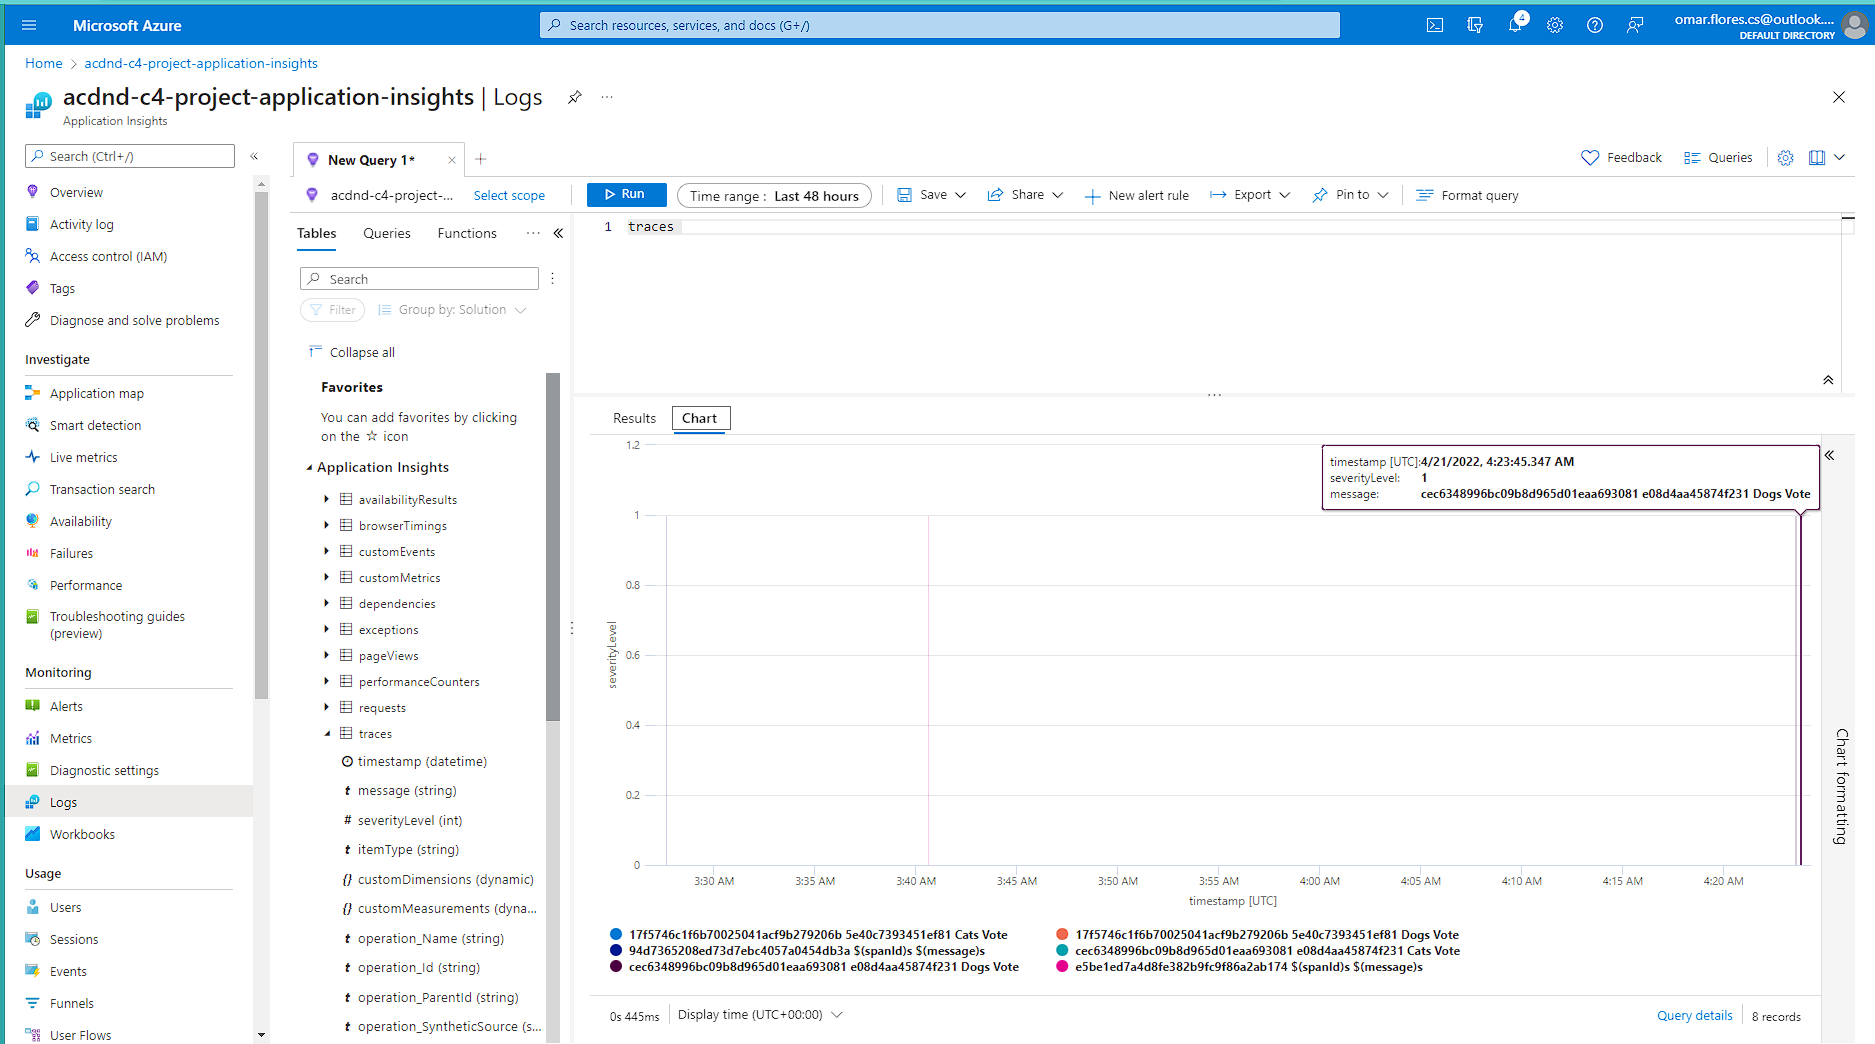 Microsoft Azure
Search resources, services, and docs (G+/)
4
omar.flores.cs@outlook....
DEFAULT DIRECTORY
Home > acdnd-c4-project-application-insights
acdnd-c4-project-application-insights | Logs
Application Insights
Search (Ctrl+/)
Overview
Activity log
Access control (IAM)
Tags
Diagnose and solve problems
Investigate
Application map
Smart detection
Live metrics
Transaction search
Availability
Failures
Performance
Troubleshooting guides
(preview)
Monitoring
Alerts
Metrics
Diagnostic settings
Logs
Workbooks
Usage
Users
Sessions
Events
Funnels
User Flows
New Query 1*
Feedback
Queries
acdnd-c4-project-...
Select scope
Run
Time range : Last 48 hours
Save
Share
New alert rule
Export
Pin to
Format query
Tables
Queries
Functions
Search
Filter
Group by: Solution
Collapse all
Favorites
You can add favorites by clicking
on the ☆ icon
Application Insights
availabilityResults
browserTimings
customEvents
customMetrics
dependencies
exceptions
pageViews
performanceCounters
requests
traces
timestamp (datetime)
t message (string)
# severityLevel (int)
t itemType (string)
{} customDimensions (dynamic)
{} customMeasurements (dyna...
t operation_Name (string)
t operation_Id (string)
t operation_ParentId (string)
t operation_SyntheticSource (s...
1 traces
Results
Chart
1.2
1
0.8
0.6
0.4
0.2
0
severityLevel
timestamp [UTC]:4/21/2022, 4:23:45.347 AM
severityLevel: 1
message: cec6348996bc09b8d965d01eaa693081 e08d4aa45874f231 Dogs Vote
3:30 AM 3:35 AM 3:40 AM 3:45 AM 3:50 AM 3:55 AM 4:00 AM 4:05 AM 4:10 AM 4:15 AM 4:20 AM
timestamp [UTC]
17f5746c1f6b70025041acf9b279206b 5e40c7393451ef81 Cats Vote
17f5746c1f6b70025041acf9b279206b 5e40c7393451ef81 Dogs Vote
94d7365208ed73d7ebc4057a0454db3a $(spanId)s $(message)s
cec6348996bc09b8d965d01eaa693081 e08d4aa45874f231 Cats Vote
cec6348996bc09b8d965d01eaa693081 e08d4aa45874f231 Dogs Vote
e5be1ed7a4d8fe382b9fc9f86a2ab174 $(spanId)s $(message)s
Chart formatting
0s 445ms
Display time (UTC+00:00)
Query details
8 records